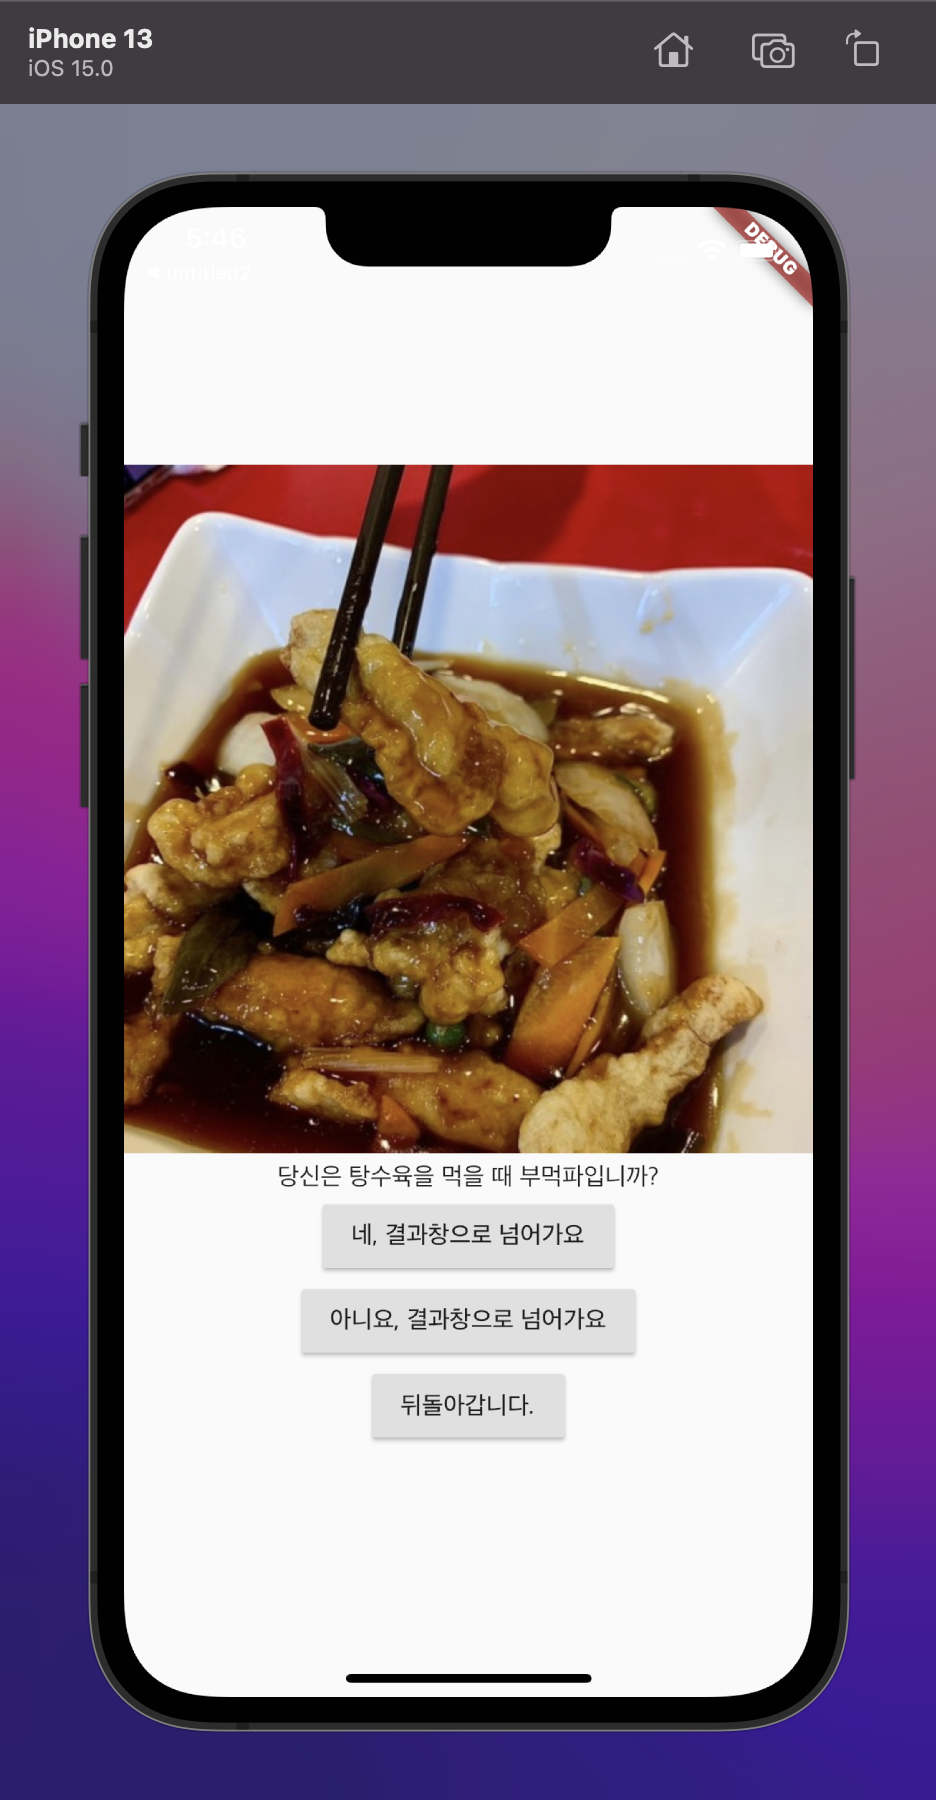 iPhone 13
iOS 15.0
5:46
◀ untitled2
DEBUG
당신은 탕수육을 먹을 때 부먹파입니까?
네, 결과창으로 넘어가요
아니요, 결과창으로 넘어가요
뒤돌아갑니다.